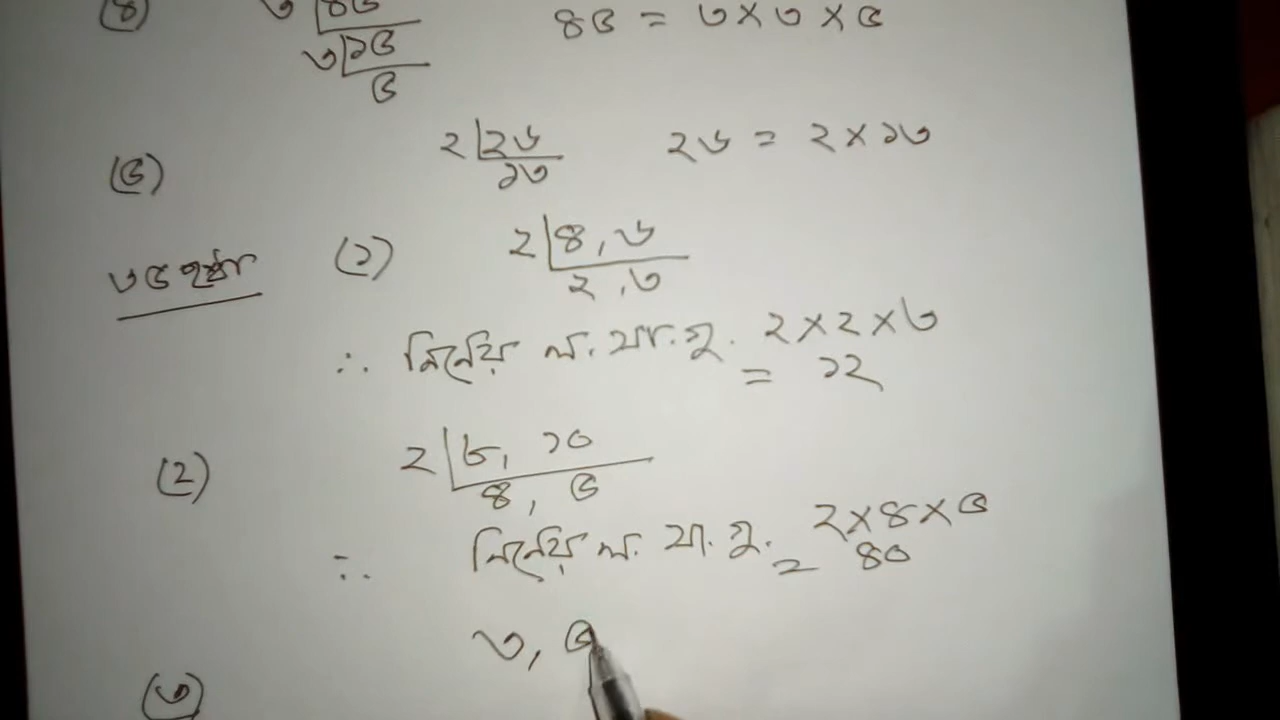 (৪) ৩ ৪৫ ৪৫ = ৩ × ৩ × ৫
৩ ১৫
৫
(৫) ২ ২৬ ২৬ = ২ × ১৩
১৩
(১) ২ ৪, ৬
২, ৩
∴ নির্ণেয় ল. সা. গু. ২ × ২ × ৩
= ১২
(২) ২ ৮, ১০
৪, ৫
∴ নির্ণেয় ল. সা. গু. ২ × ৪ × ৫
= ৪০
(৩) ৩, ৫